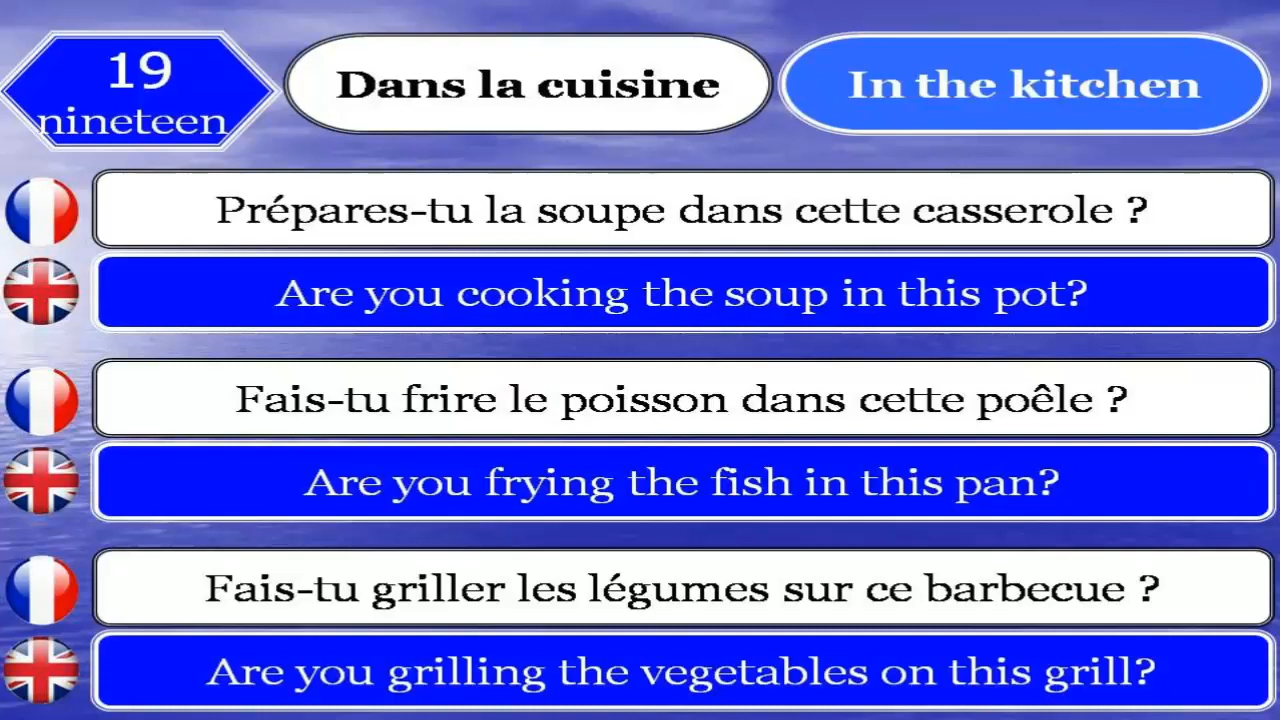 19
nineteen
Dans la cuisine
In the kitchen
Prépares-tu la soupe dans cette casserole ?
Are you cooking the soup in this pot?
Fais-tu frire le poisson dans cette poêle ?
Are you frying the fish in this pan?
Fais-tu griller les légumes sur ce barbecue ?
Are you grilling the vegetables on this grill?